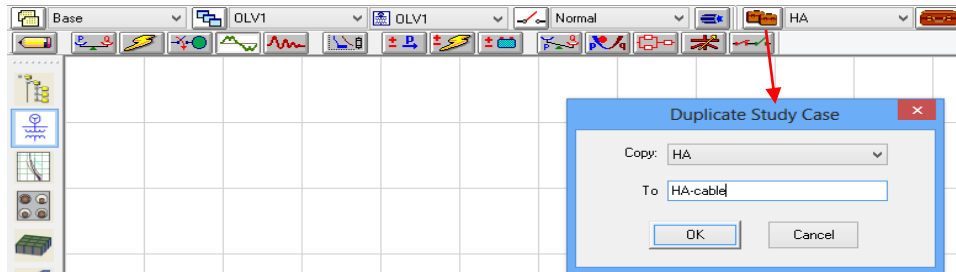 Base OLV1 OLV1 Normal HA
Duplicate Study Case
Copy: HA
To HA-cable
OK Cancel